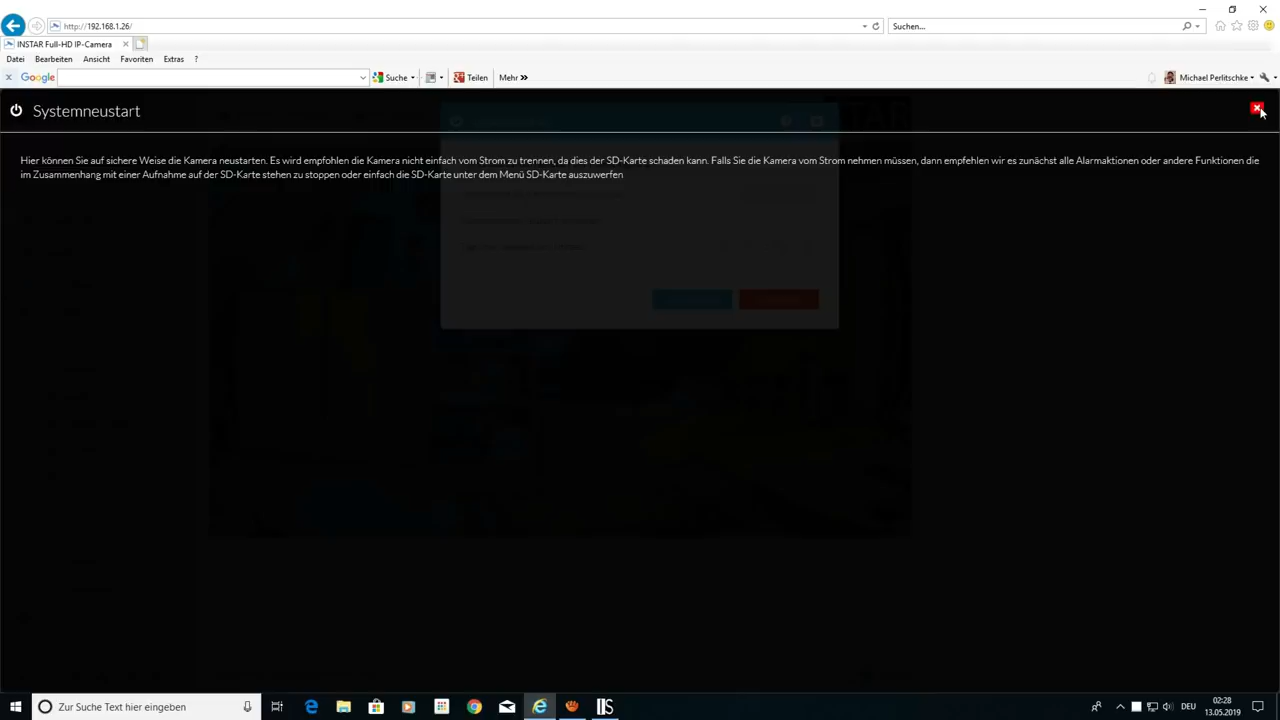 http://192.168.1.26/
Suchen...
INSTAR Full-HD IP-Camera
Datei Bearbeiten Ansicht Favoriten Extras ?
Google Suche Teilen Mehr »
Michael Perlitschke
Systemneustart
Hier können Sie auf sichere Weise die Kamera neustarten. Es wird empfohlen die Kamera nicht einfach vom Strom zu trennen, da dies der SD-Karte schaden kann. Falls Sie die Kamera vom Strom nehmen müssen, dann empfehlen wir es zunächst alle Alarmaktionen oder andere Funktionen die
im Zusammenhang mit einer Aufnahme auf der SD-Karte stehen zu stoppen oder einfach die SD-Karte unter dem Menü SD-Karte auszuwerfen
Zur Suche Text hier eingeben
DEU
02:28
13.05.2019